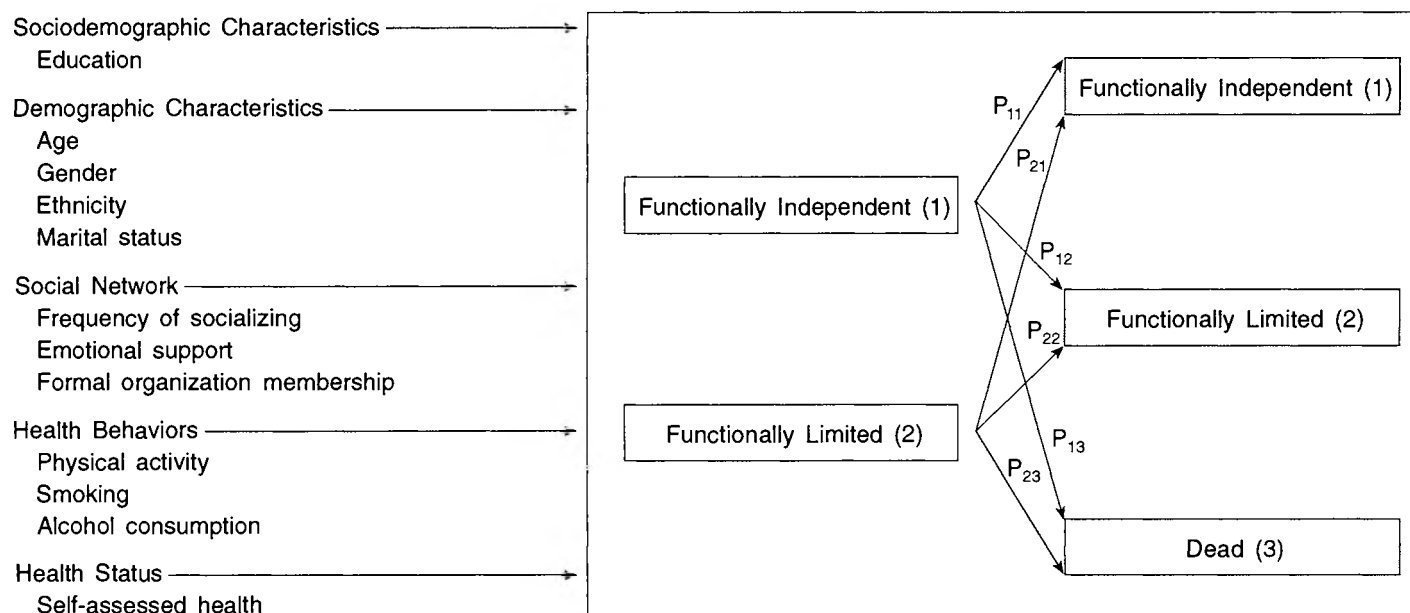 Sociodemographic Characteristics
Education
Demographic Characteristics
Age
Gender
Ethnicity
Marital status
Social Network
Frequency of socializing
Emotional support
Formal organization membership
Health Behaviors
Physical activity
Smoking
Alcohol consumption
Health Status
Self-assessed health
Functionally Independent (1)
Functionally Limited (2)
P11
P21
P12
P22
P13
P23
Functionally Independent (1)
Functionally Limited (2)
Dead (3)